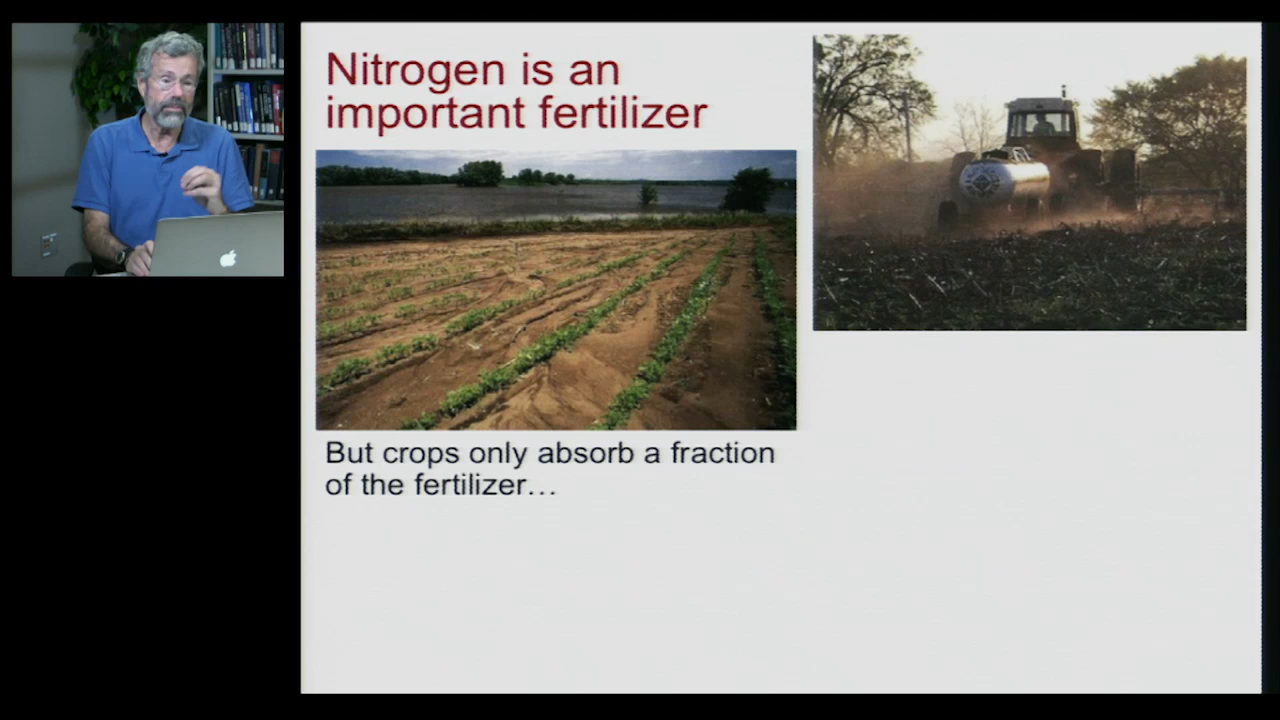 Nitrogen is an
important fertilizer
But crops only absorb a fraction
of the fertilizer…